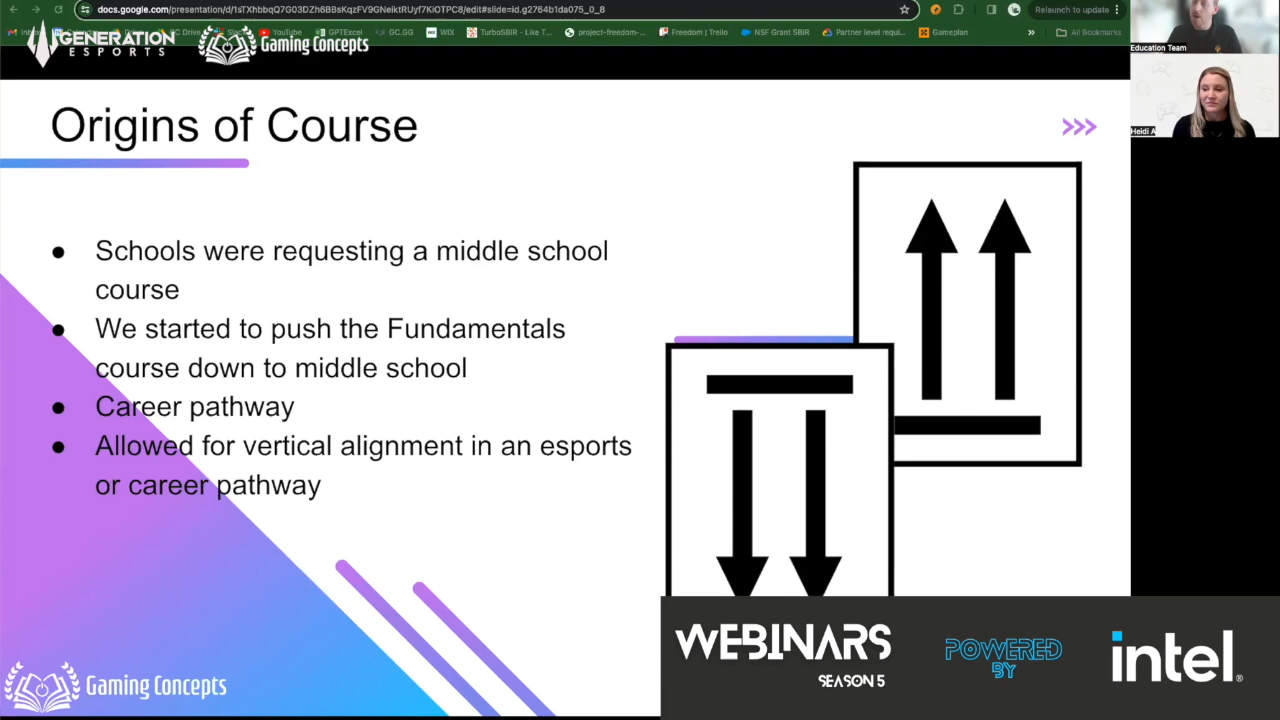 docs.google.com/presentation/d/1sTXhbbqQ7G03DZh6B8sKqzFV9GNeiktRUyf7KiOTPC8/edit#slide=id.g2764b1da075_0_8
Relaunch to update
YouTube
GPTExcel
GC.GG
WIX
TurboSBIR - Like T...
project-freedom-...
Freedom | Trello
NSF Grant SBIR
Partner level requi...
Gameplan
All Bookmarks
GENERATION
ESPORTS
Gaming Concepts
Education Team
Heidi A
Origins of Course
Schools were requesting a middle school
course
We started to push the Fundamentals
course down to middle school
Career pathway
Allowed for vertical alignment in an esports
or career pathway
Gaming Concepts
WEBINARS
SEASON 5
POWERED
BY
intel